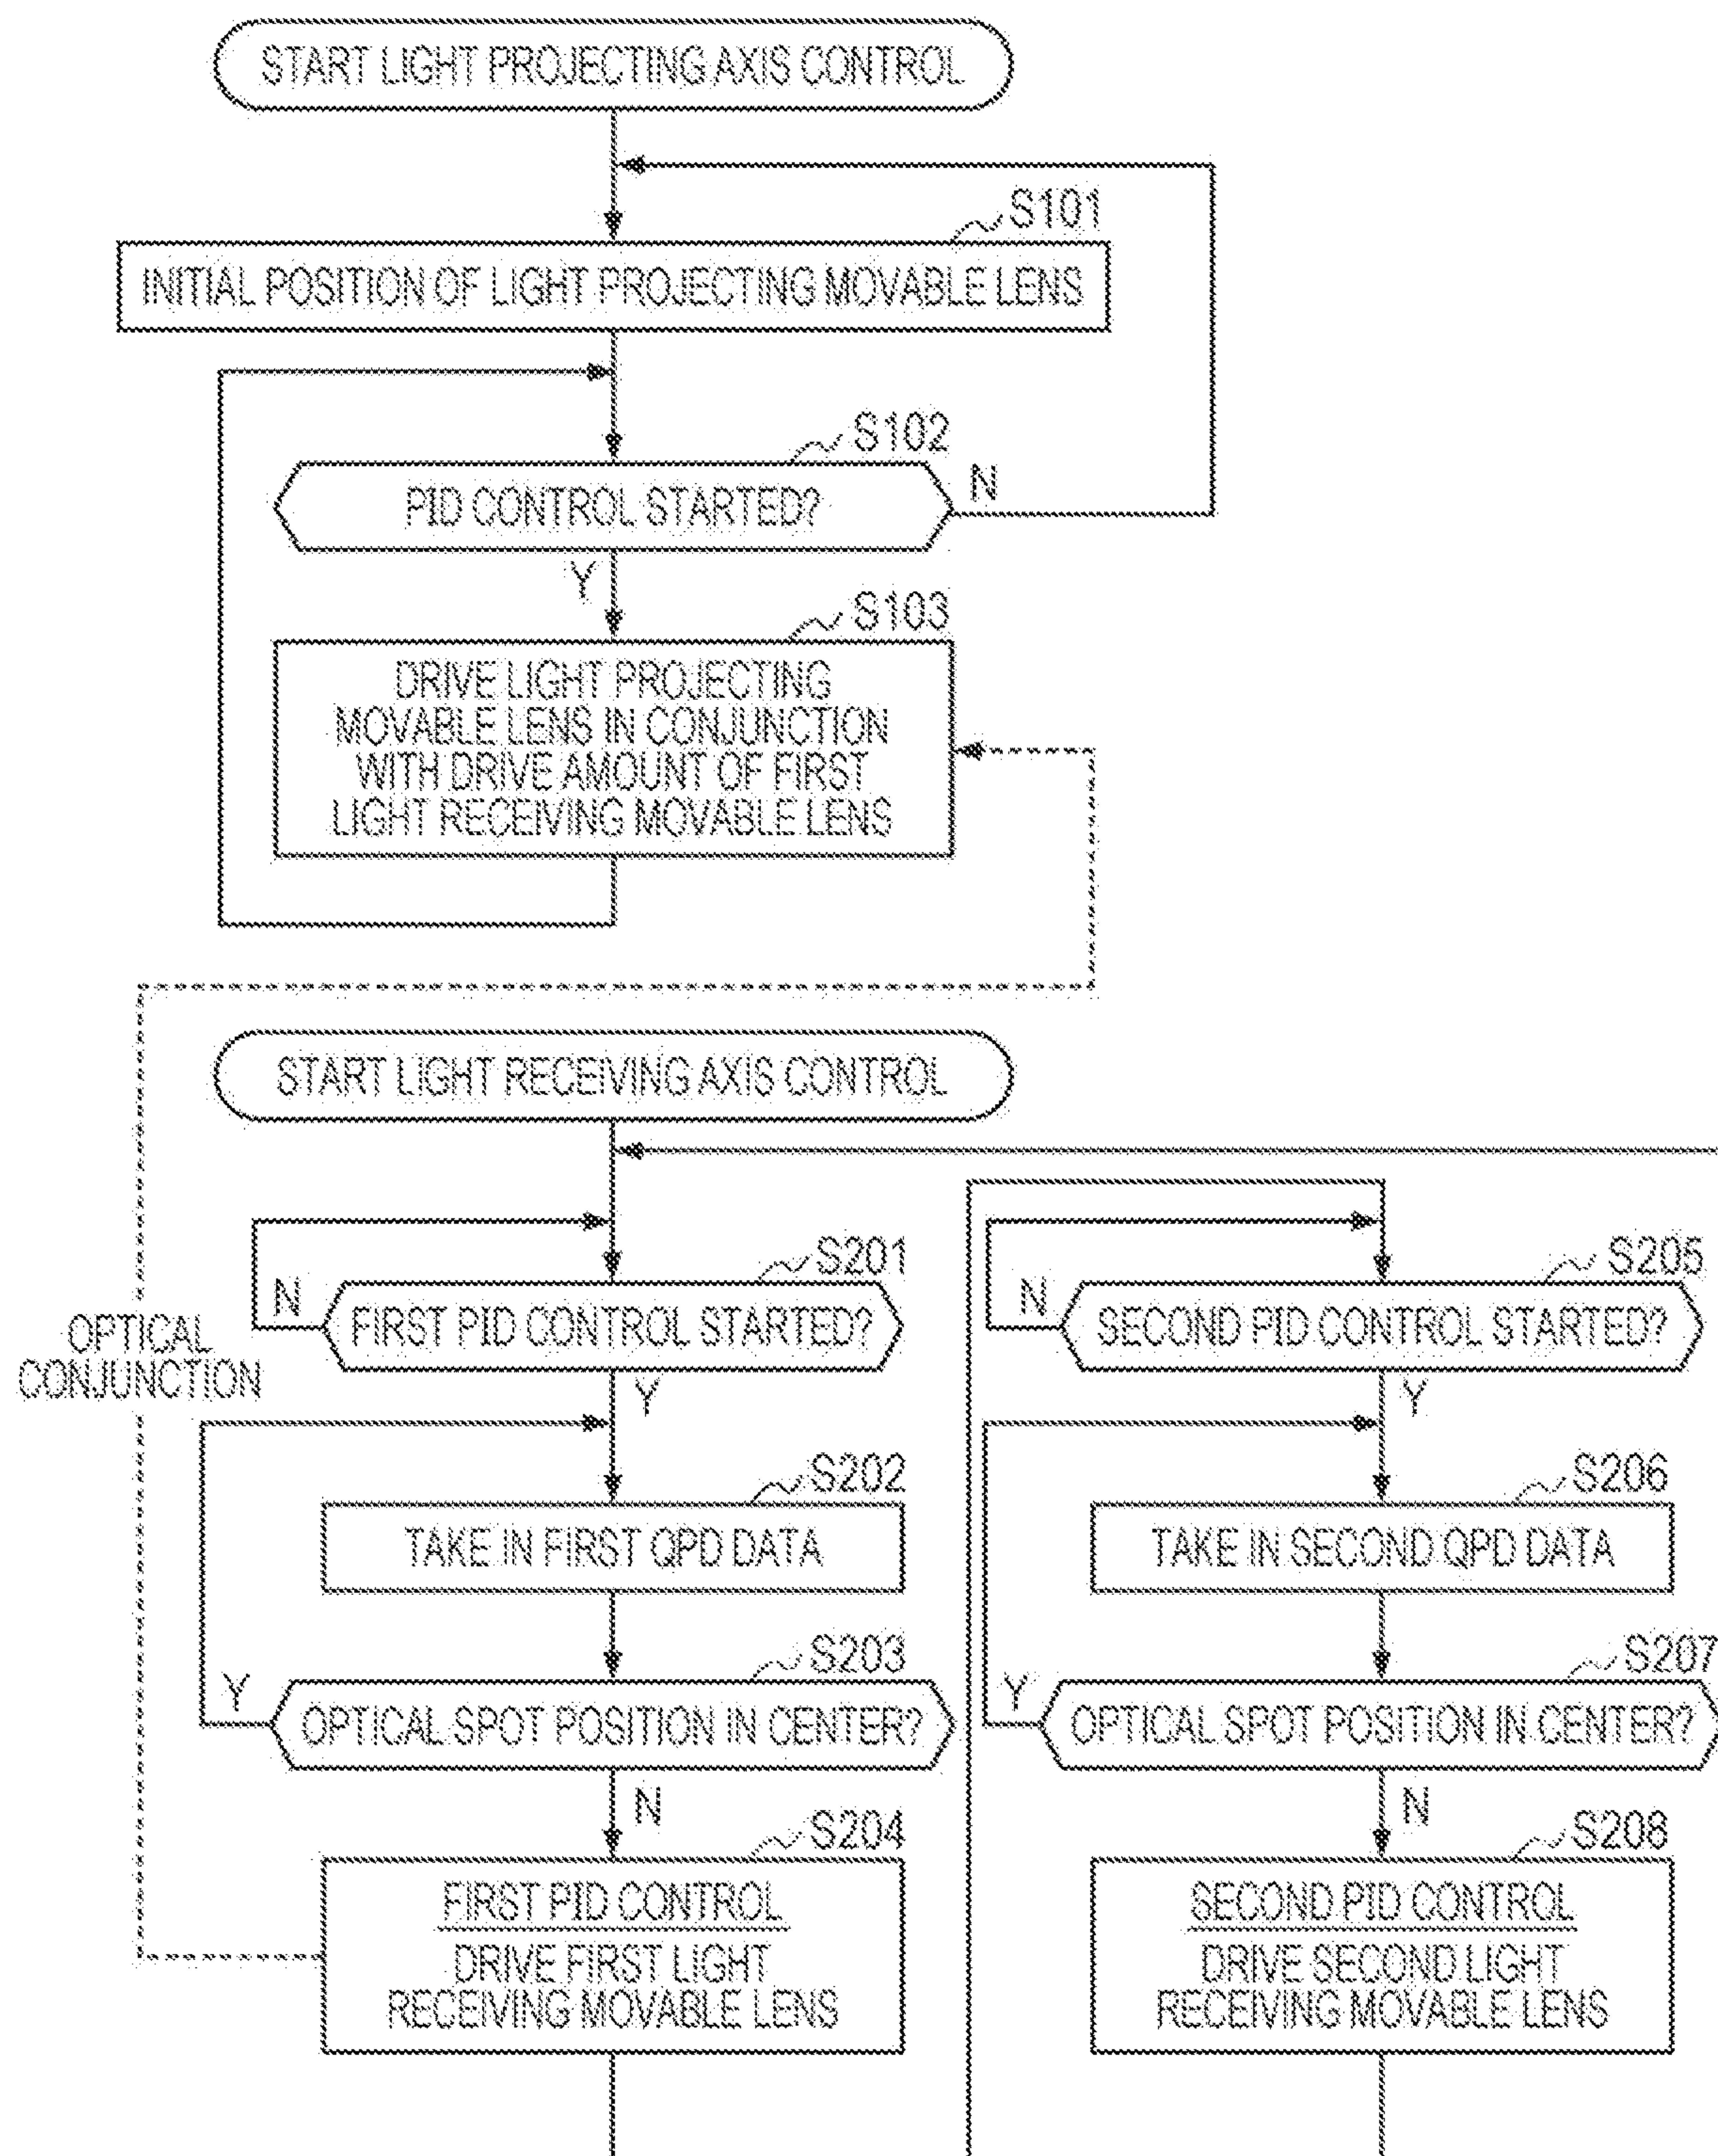 START LIGHT PROJECTING AXIS CONTROL
S101
INITIAL POSITION OF LIGHT PROJECTING MOVABLE LENS
S102
PID CONTROL STARTED?
N
Y
S103
DRIVE LIGHT PROJECTING
MOVABLE LENS IN CONJUNCTION
WITH DRIVE AMOUNT OF FIRST
LIGHT RECEIVING MOVABLE LENS
START LIGHT RECEIVING AXIS CONTROL
OPTICAL
CONJUNCTION
S201
N
FIRST PID CONTROL STARTED?
Y
S202
TAKE IN FIRST QPD DATA
S203
Y
OPTICAL SPOT POSITION IN CENTER?
N
S204
FIRST PID CONTROL
DRIVE FIRST LIGHT
RECEIVING MOVABLE LENS
S205
N
SECOND PID CONTROL STARTED?
Y
S206
TAKE IN SECOND QPD DATA
S207
Y
OPTICAL SPOT POSITION IN CENTER?
N
S208
SECOND PID CONTROL
DRIVE SECOND LIGHT
RECEIVING MOVABLE LENS